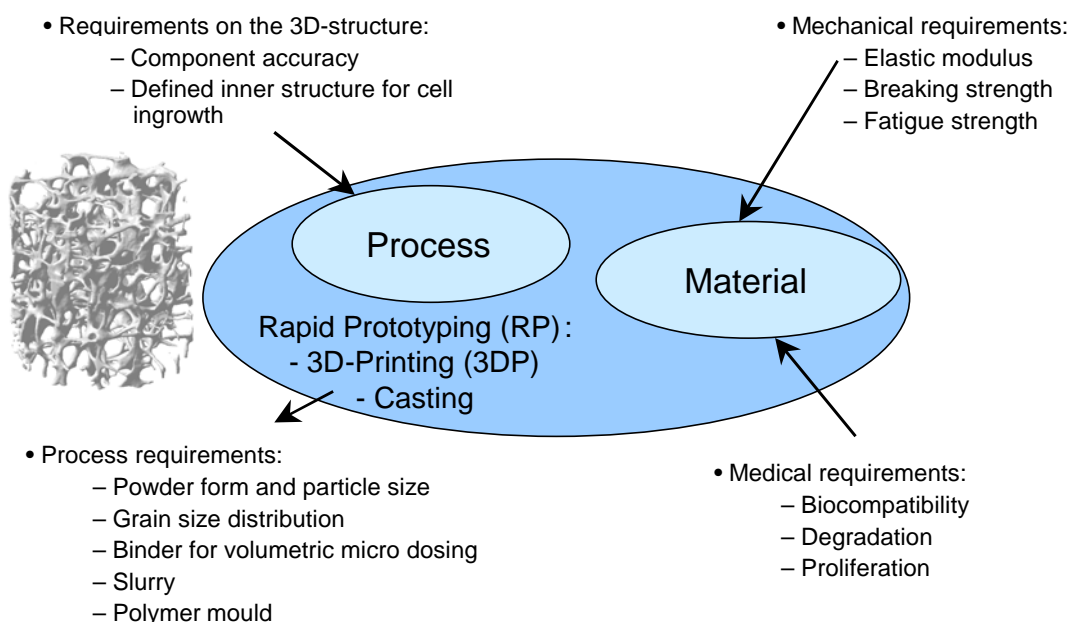 • Requirements on the 3D-structure:
– Component accuracy
– Defined inner structure for cell
ingrowth
• Mechanical requirements:
– Elastic modulus
– Breaking strength
– Fatigue strength
Process
Material
Rapid Prototyping (RP) :
- 3D-Printing (3DP)
- Casting
• Process requirements:
– Powder form and particle size
– Grain size distribution
– Binder for volumetric micro dosing
– Slurry
– Polymer mould
• Medical requirements:
– Biocompatibility
– Degradation
– Proliferation